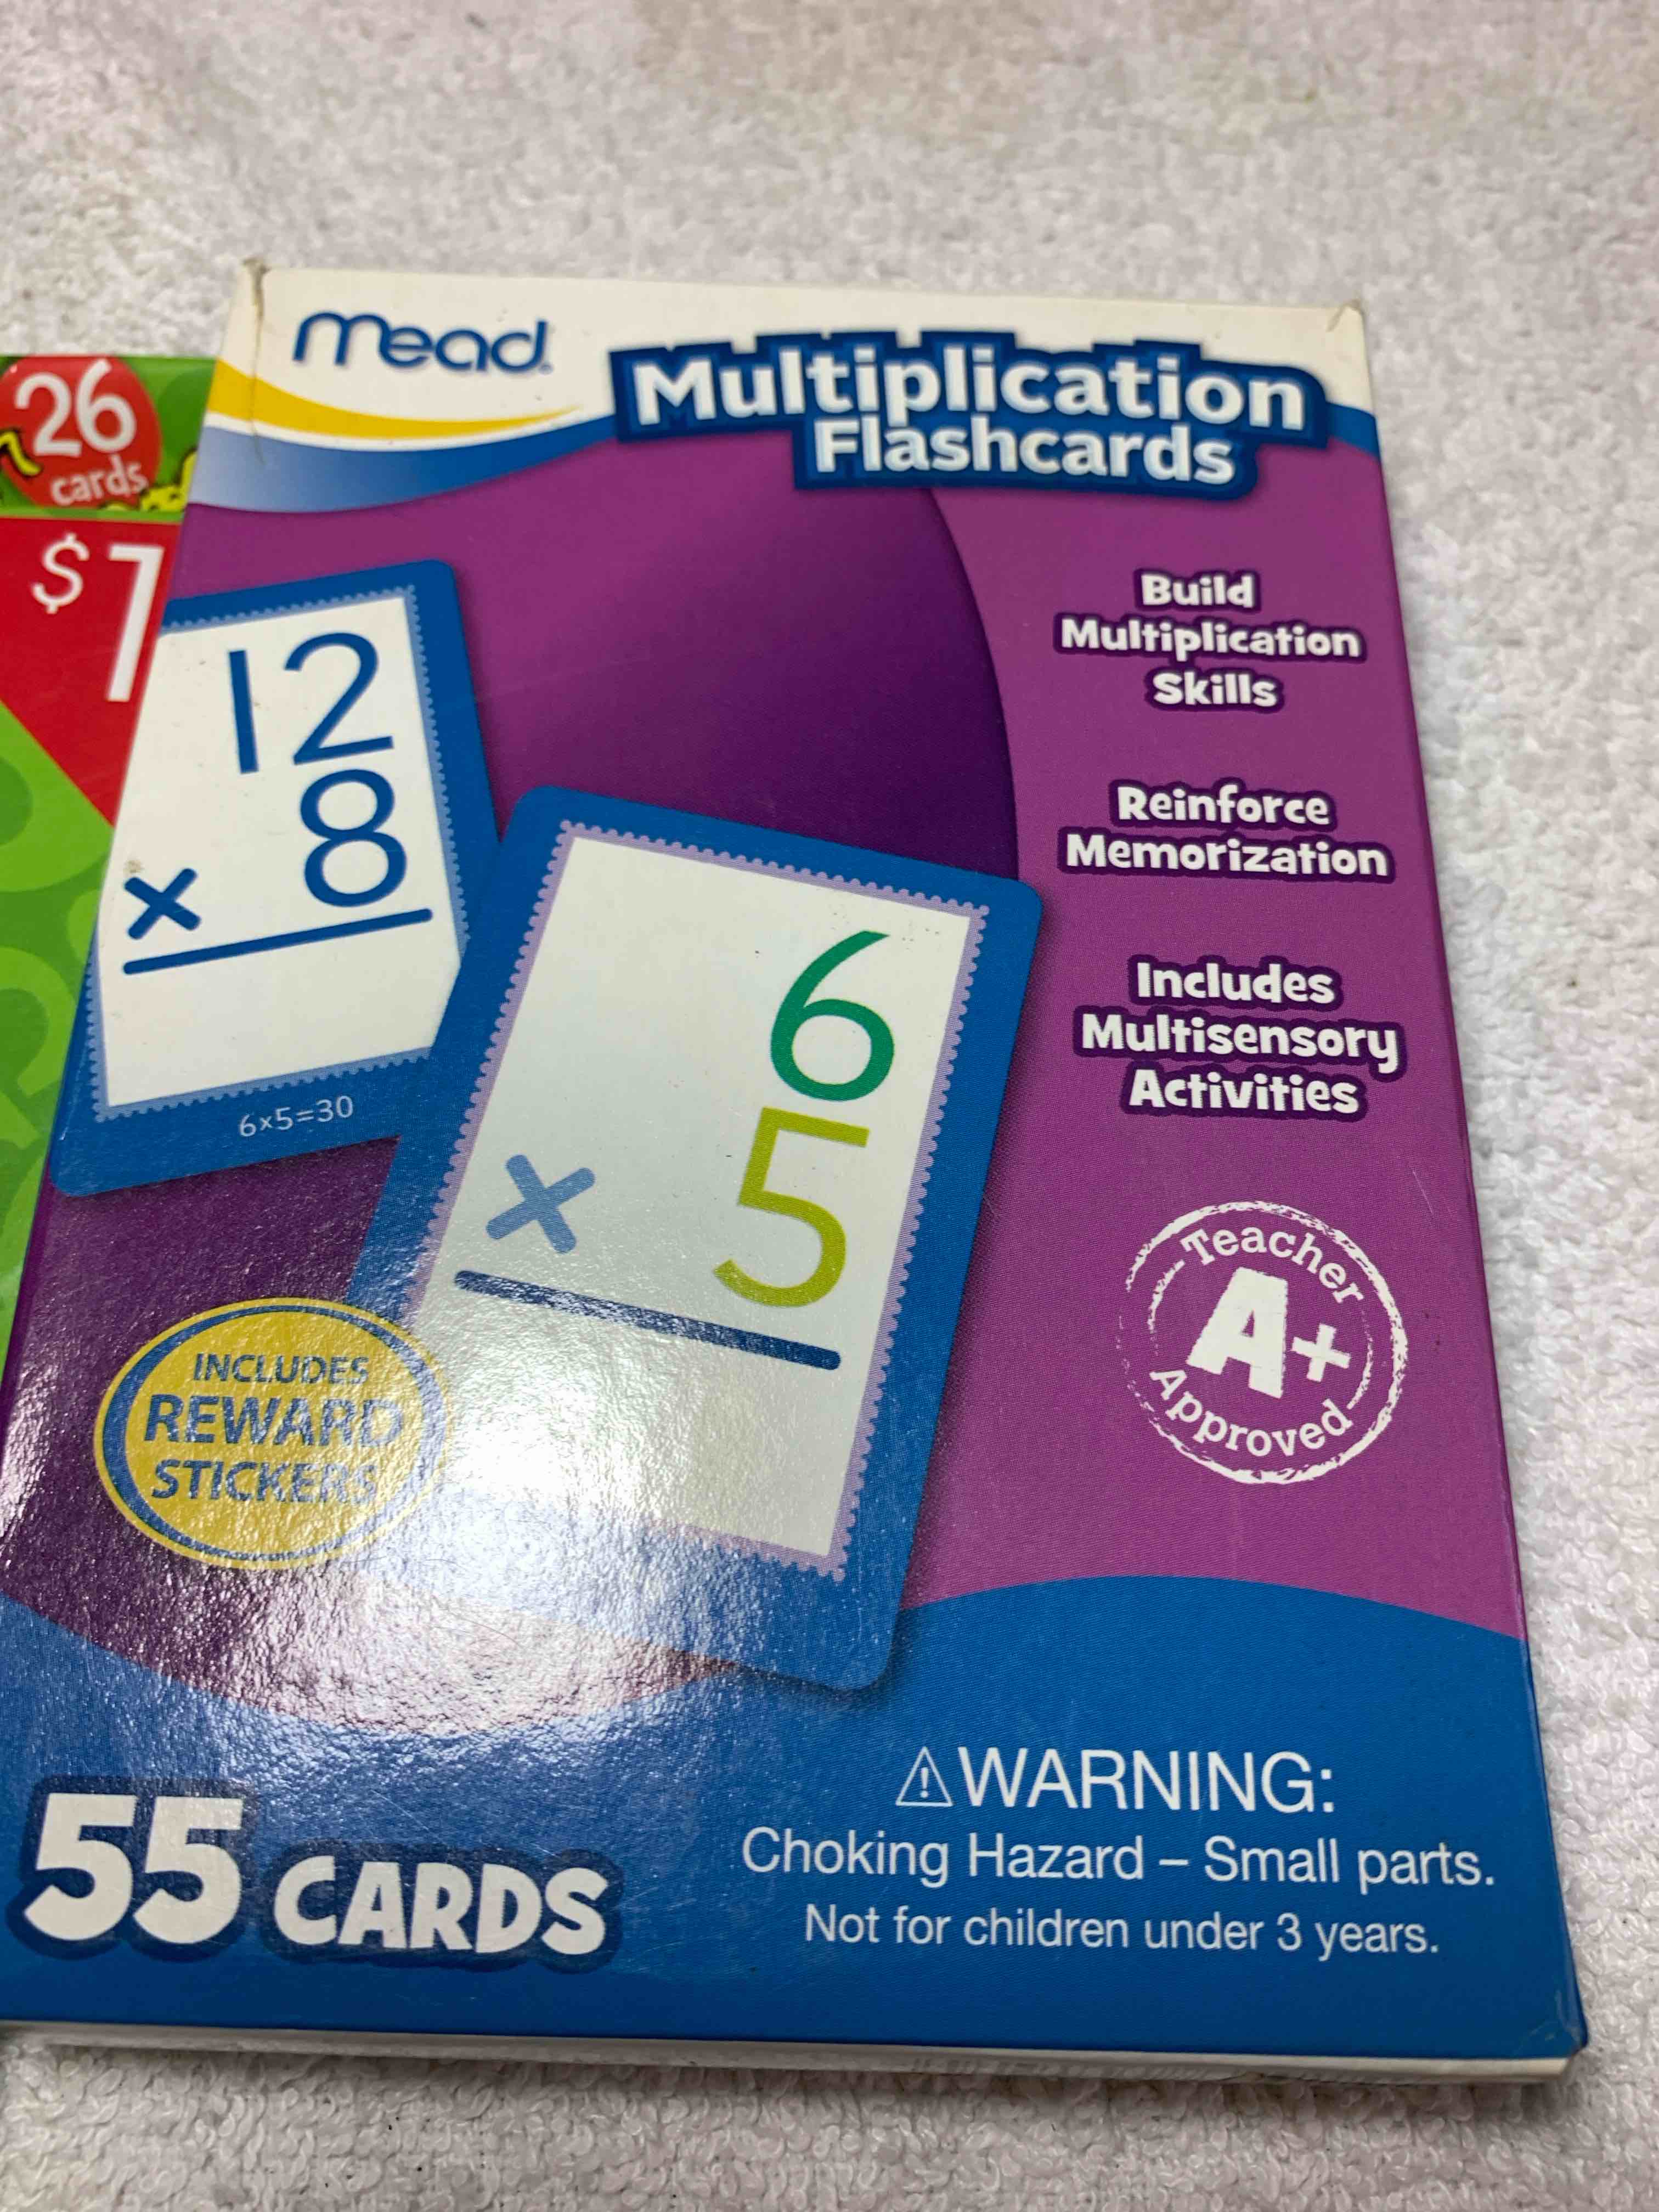 mead
Multiplication
Flashcards
26
cards
$1
Build
Multiplication
Skills
Reinforce
Memorization
Includes
Multisensory
Activities
12
× 8
6×5=30
6
× 5
Teacher
A+
Approved
INCLUDES
REWARD
STICKERS
55 CARDS
⚠WARNING:
Choking Hazard – Small parts.
Not for children under 3 years.